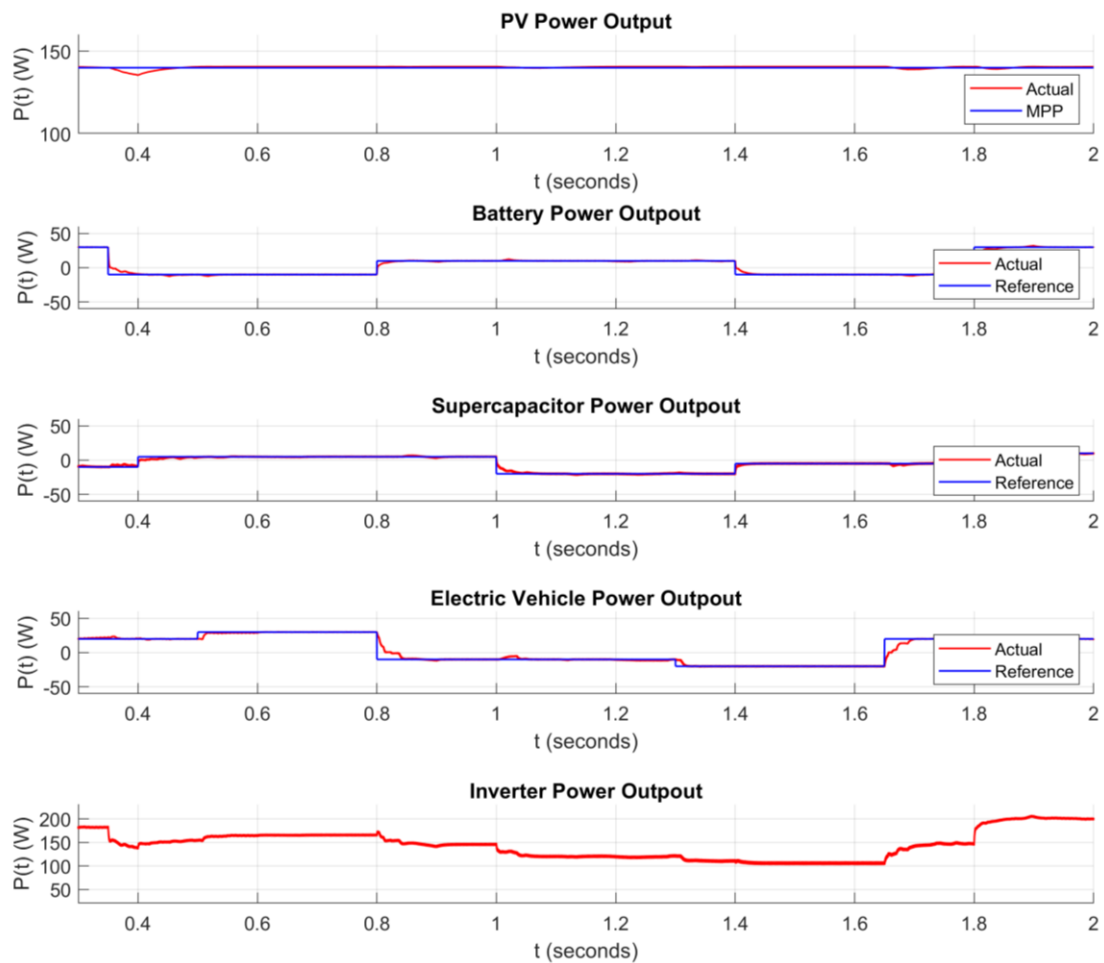 PV Power Output
P(t) (W)
150
100
Actual
MPP
0.4 0.6 0.8 1 1.2 1.4 1.6 1.8 2
t (seconds)
Battery Power Outpout
P(t) (W)
50
0
-50
Actual
Reference
0.4 0.6 0.8 1 1.2 1.4 1.6 1.8 2
t (seconds)
Supercapacitor Power Outpout
P(t) (W)
50
0
-50
Actual
Reference
0.4 0.6 0.8 1 1.2 1.4 1.6 1.8 2
t (seconds)
Electric Vehicle Power Outpout
P(t) (W)
50
0
-50
Actual
Reference
0.4 0.6 0.8 1 1.2 1.4 1.6 1.8 2
t (seconds)
Inverter Power Outpout
P(t) (W)
200
150
100
50
0.4 0.6 0.8 1 1.2 1.4 1.6 1.8 2
t (seconds)